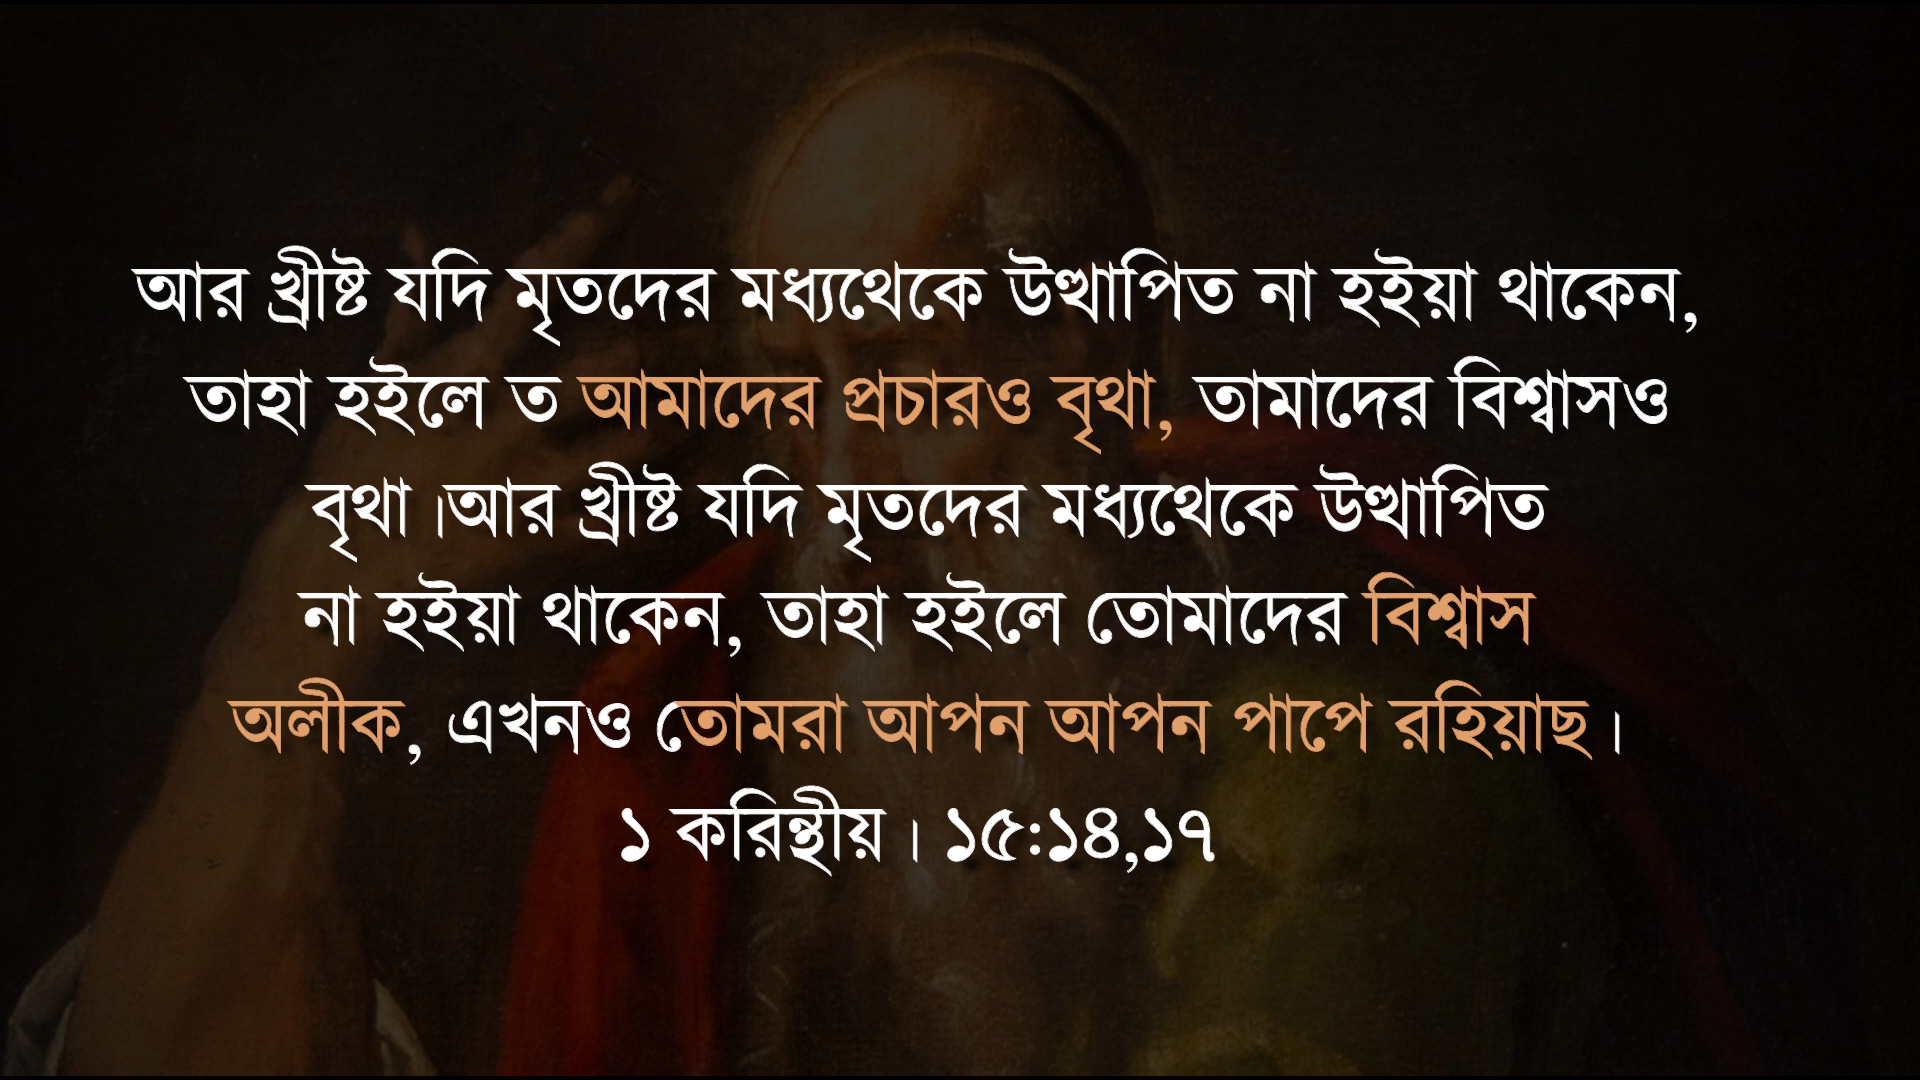 আর খ্রীষ্ট যদি মৃতদের মধ্যথেকে উত্থাপিত না হইয়া থাকেন,
তাহা হইলে ত আমাদের প্রচারও বৃথা, তামাদের বিশ্বাসও
বৃথা।আর খ্রীষ্ট যদি মৃতদের মধ্যথেকে উত্থাপিত
না হইয়া থাকেন, তাহা হইলে তোমাদের বিশ্বাস
অলীক, এখনও তোমরা আপন আপন পাপে রহিয়াছ।
১ করিন্থীয়। ১৫:১৪,১৭